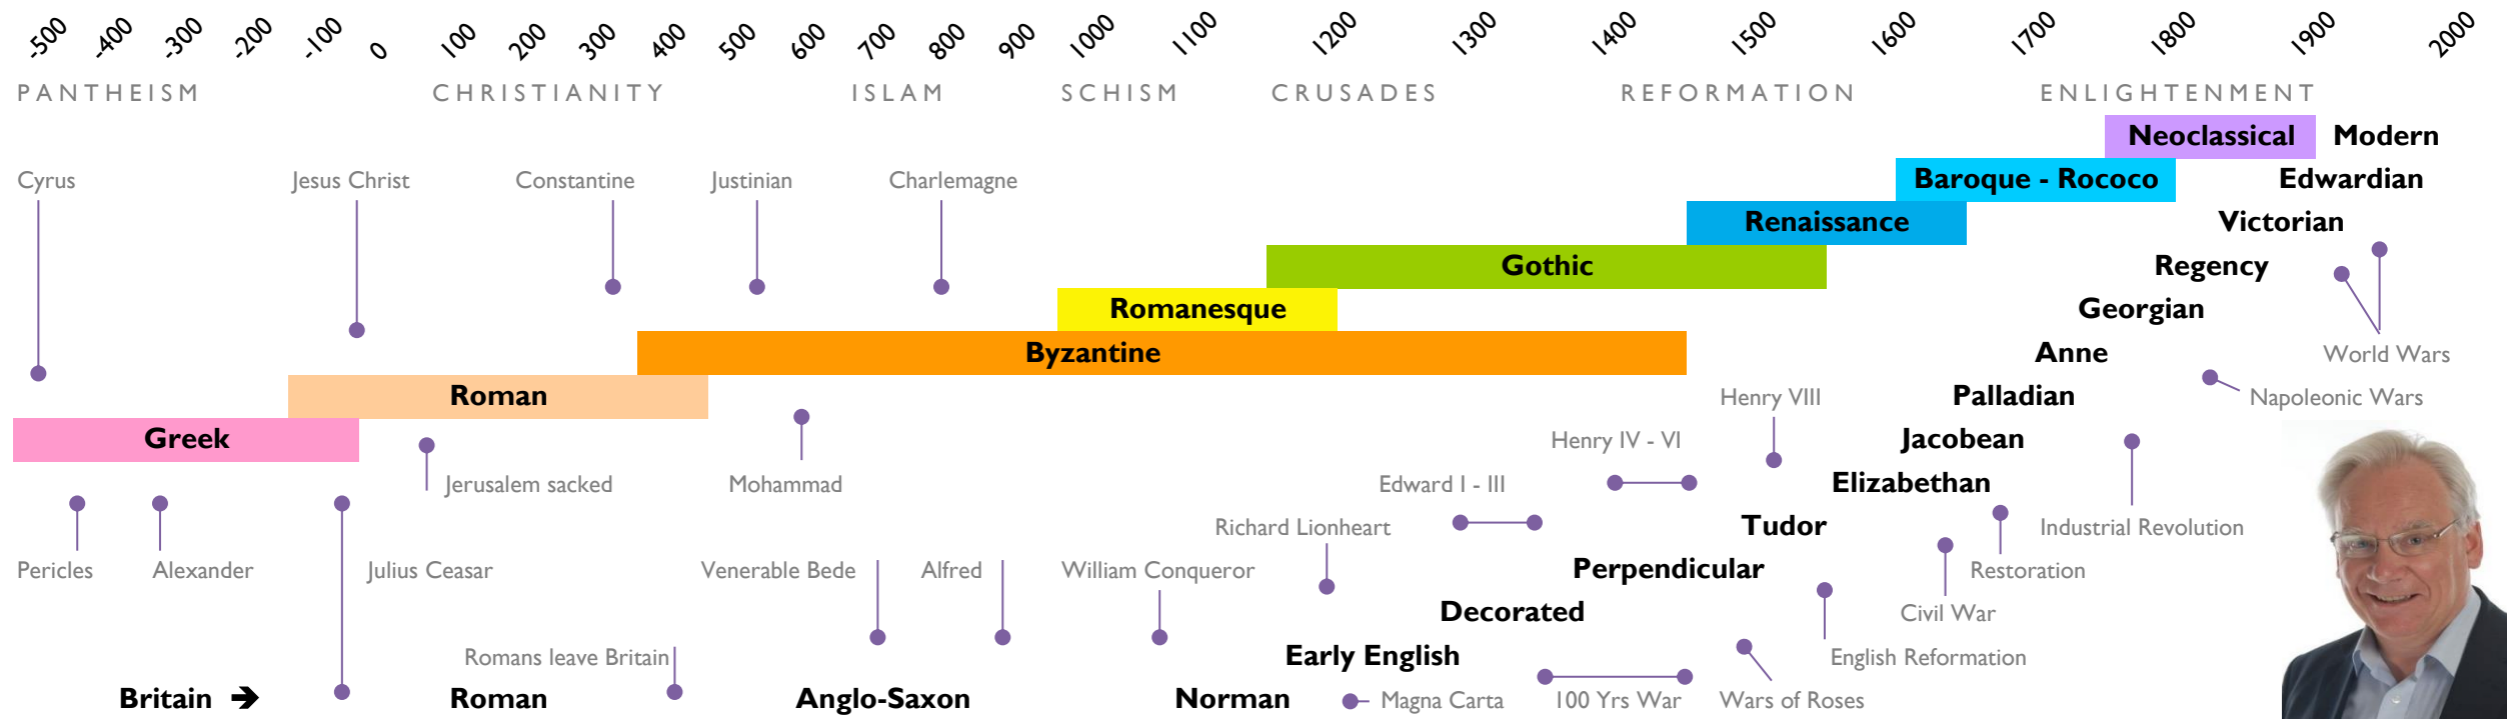 -500 -400 -300 -200 -100 0 100 200 300 400 500 600 700 800 900 1000 1100 1200 1300 1400 1500 1600 1700 1800 1900 2000
PANTHEISM CHRISTIANITY ISLAM SCHISM CRUSADES REFORMATION ENLIGHTENMENT
Neoclassical Modern
Cyrus Jesus Christ Constantine Justinian Charlemagne Baroque - Rococo Edwardian
Renaissance Victorian
Gothic Regency
Romanesque Georgian
Byzantine Anne World Wars
Roman Henry VIII Palladian Napoleonic Wars
Greek Henry IV - VI Jacobean
Jerusalem sacked Mohammad Edward I - III Elizabethan
Richard Lionheart Tudor Industrial Revolution
Pericles Alexander Julius Ceasar Venerable Bede Alfred William Conqueror Perpendicular Restoration
Decorated Civil War
Romans leave Britain Early English English Reformation
Britain ➔ Roman Anglo-Saxon Norman Magna Carta 100 Yrs War Wars of Roses